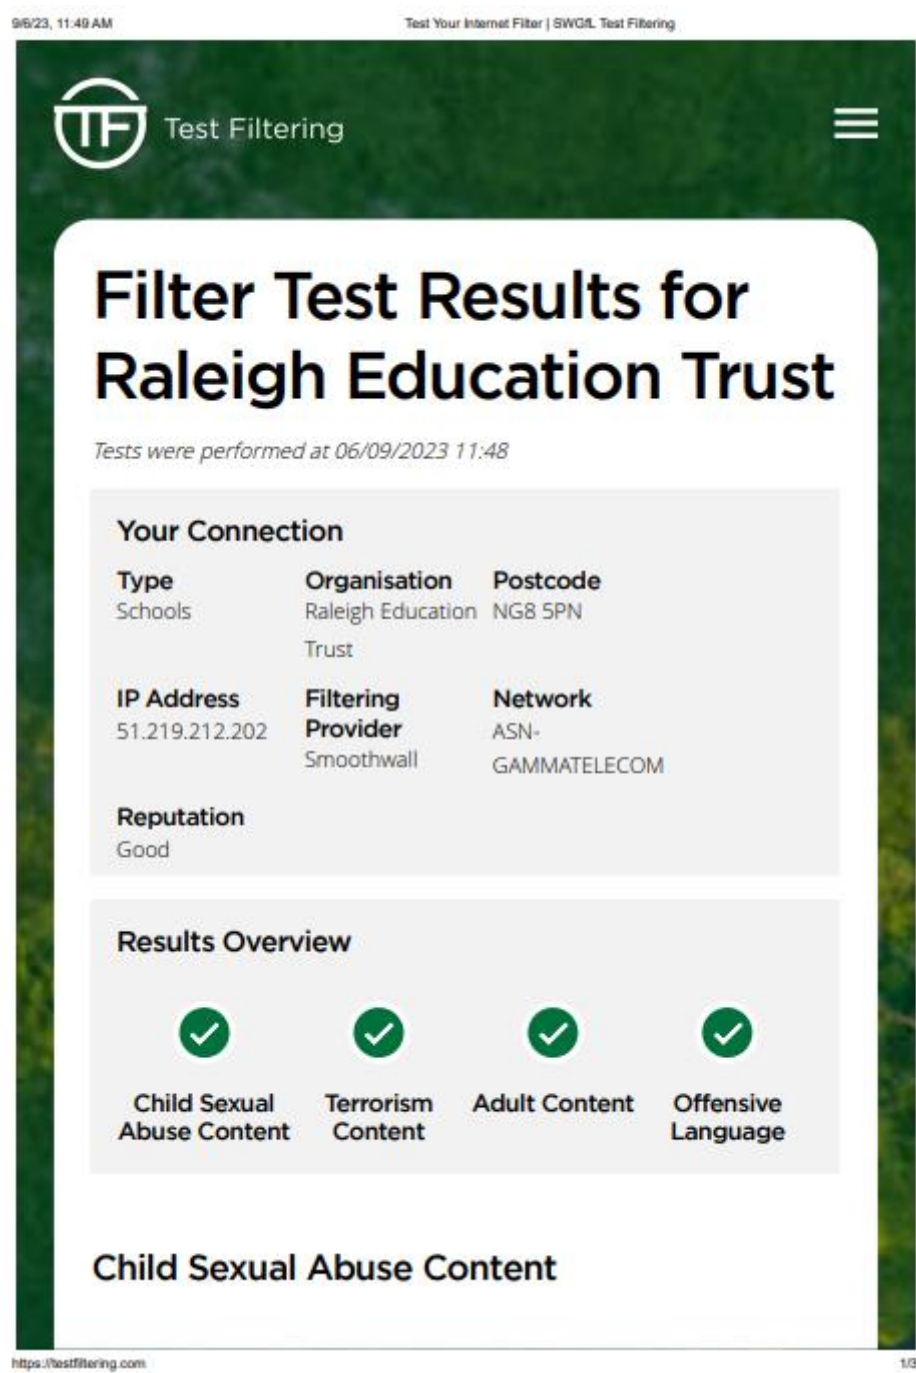 9/6/23, 11:49 AM
Test Your Internet Filter | SWGfL Test Filtering
TF Test Filtering
Filter Test Results for
Raleigh Education Trust
Tests were performed at 06/09/2023 11:48
Your Connection
Type
Schools
Organisation
Raleigh Education
Trust
Postcode
NG8 5PN
IP Address
51.219.212.202
Filtering
Provider
Smoothwall
Network
ASN-
GAMMATELECOM
Reputation
Good
Results Overview
Child Sexual
Abuse Content
Terrorism
Content
Adult Content
Offensive
Language
Child Sexual Abuse Content
https://testfiltering.com
1/3